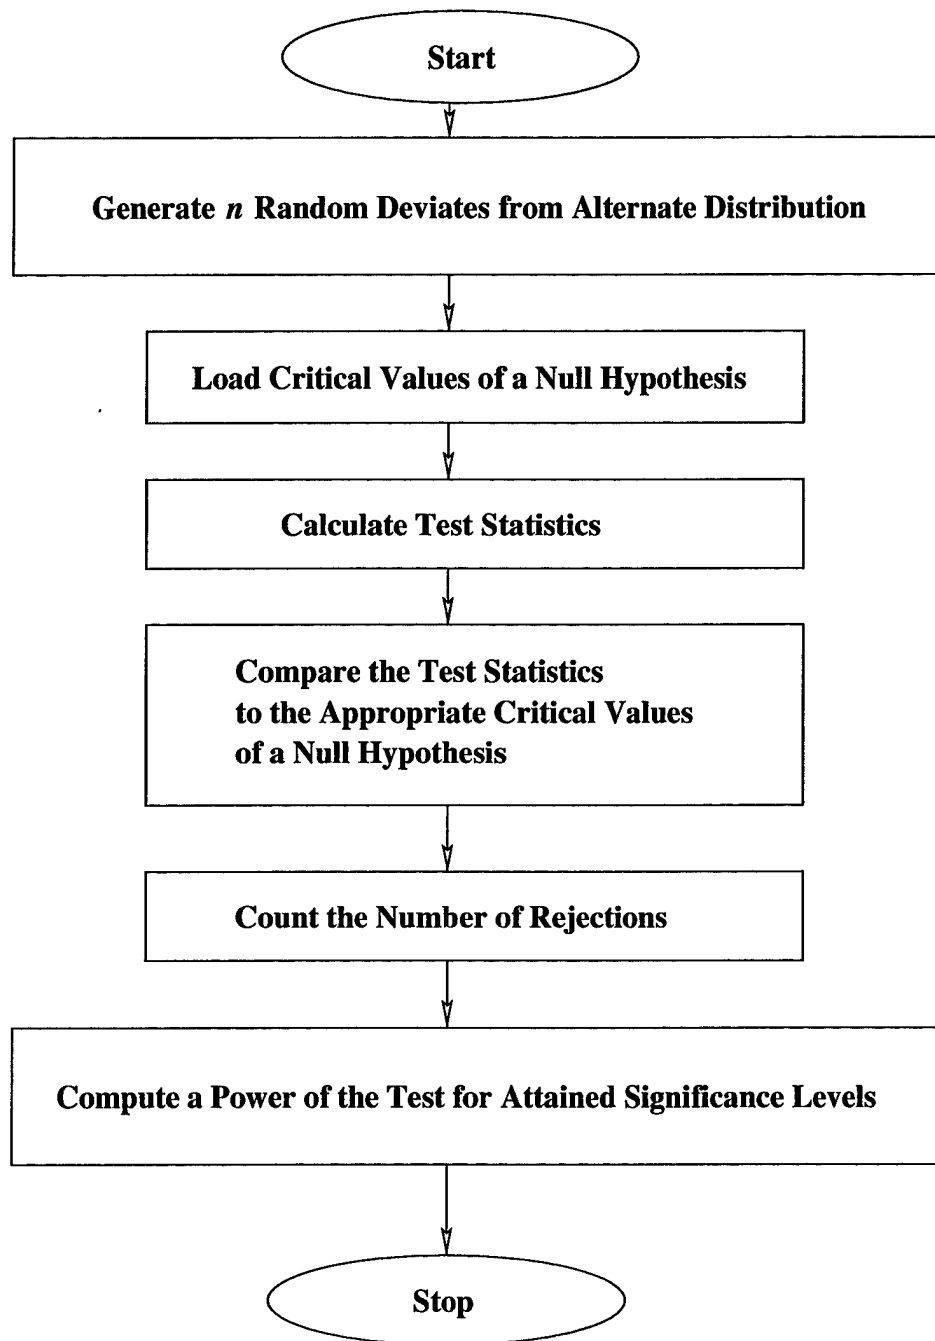 Start
Generate n Random Deviates from Alternate Distribution
Load Critical Values of a Null Hypothesis
Calculate Test Statistics
Compare the Test Statistics
to the Appropriate Critical Values
of a Null Hypothesis
Count the Number of Rejections
Compute a Power of the Test for Attained Significance Levels
Stop